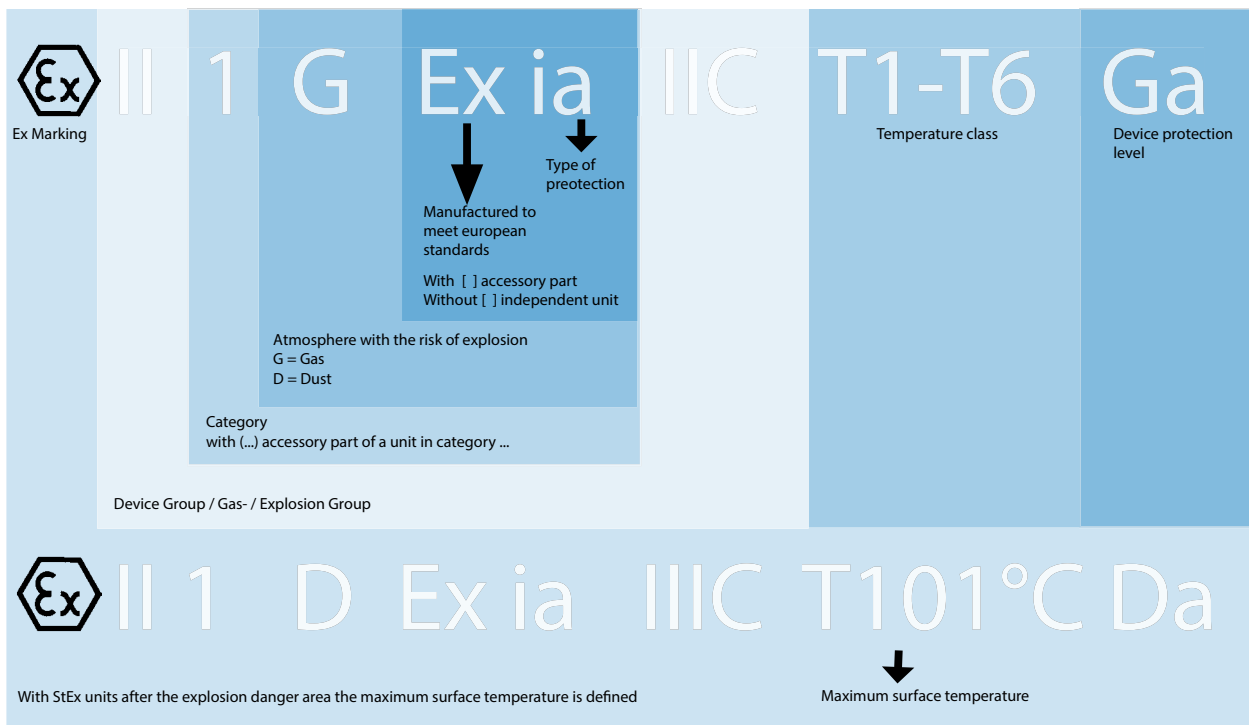 Ex II 1 G Ex ia IIC T1-T6 Ga
Ex Marking
Temperature class
Device protection
level
Type of
preotection
Manufactured to
meet european
standards
With [ ] accessory part
Without [ ] independent unit
Atmosphere with the risk of explosion
G = Gas
D = Dust
Category
with (...) accessory part of a unit in category ...
Device Group / Gas- / Explosion Group
Ex II 1 D Ex ia IIIC T101°C Da
With StEx units after the explosion danger area the maximum surface temperature is defined
Maximum surface temperature